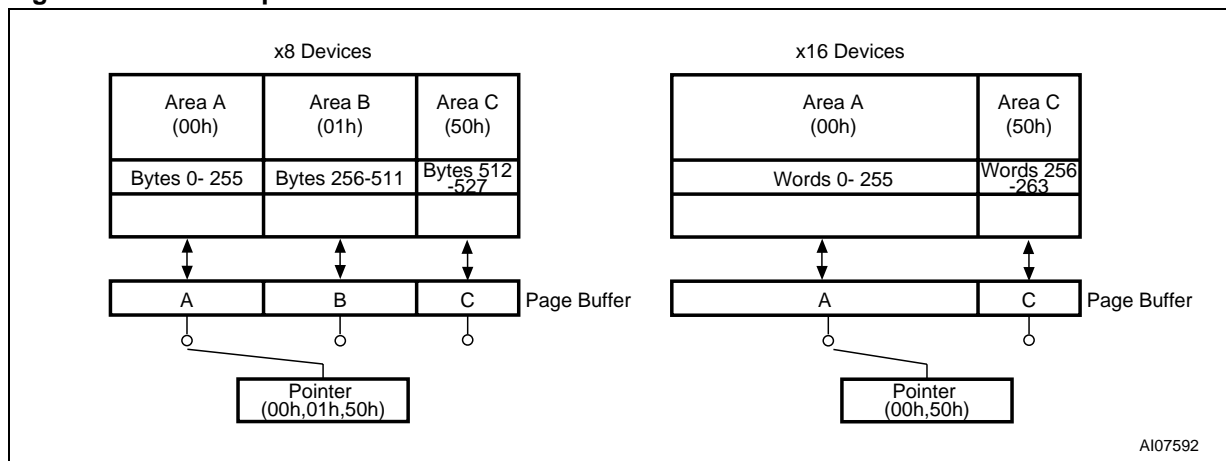 x8 Devices
Area A
(00h)
Area B
(01h)
Area C
(50h)
Bytes 0- 255
Bytes 256-511
Bytes 512
-527
A
B
C
Page Buffer
Pointer
(00h,01h,50h)
x16 Devices
Area A
(00h)
Area C
(50h)
Words 0- 255
Words 256
-263
A
C
Page Buffer
Pointer
(00h,50h)
AI07592